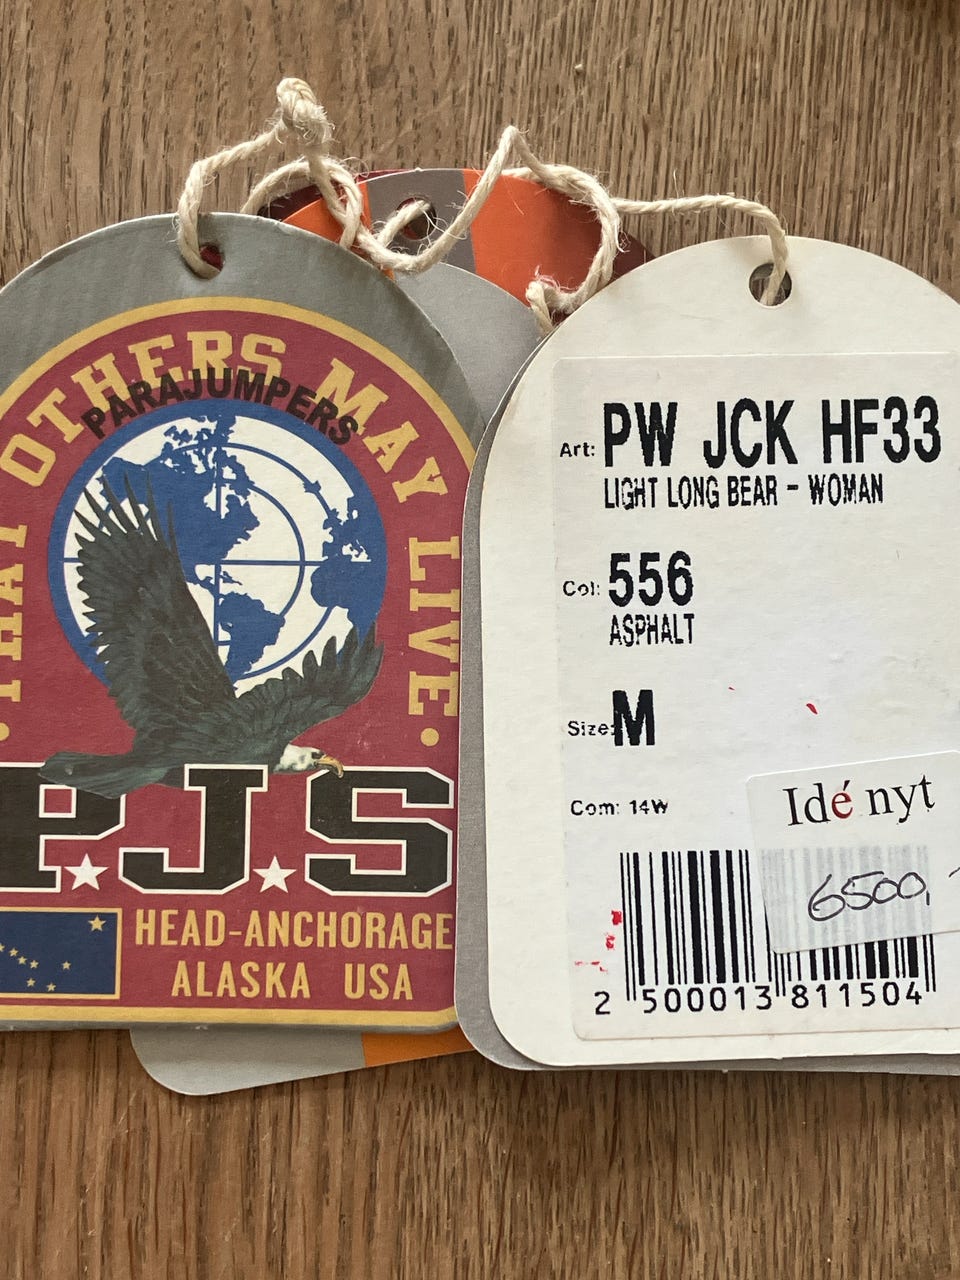 THAT OTHERS MAY LIVE
PARAJUMPERS
P.J.S
HEAD-ANCHORAGE
ALASKA USA
Art: PW JCK HF33
LIGHT LONG BEAR - WOMAN
Col: 556
ASPHALT
Size: M
Com: 14W
Idé nyt
6500,-
2 500013 811504